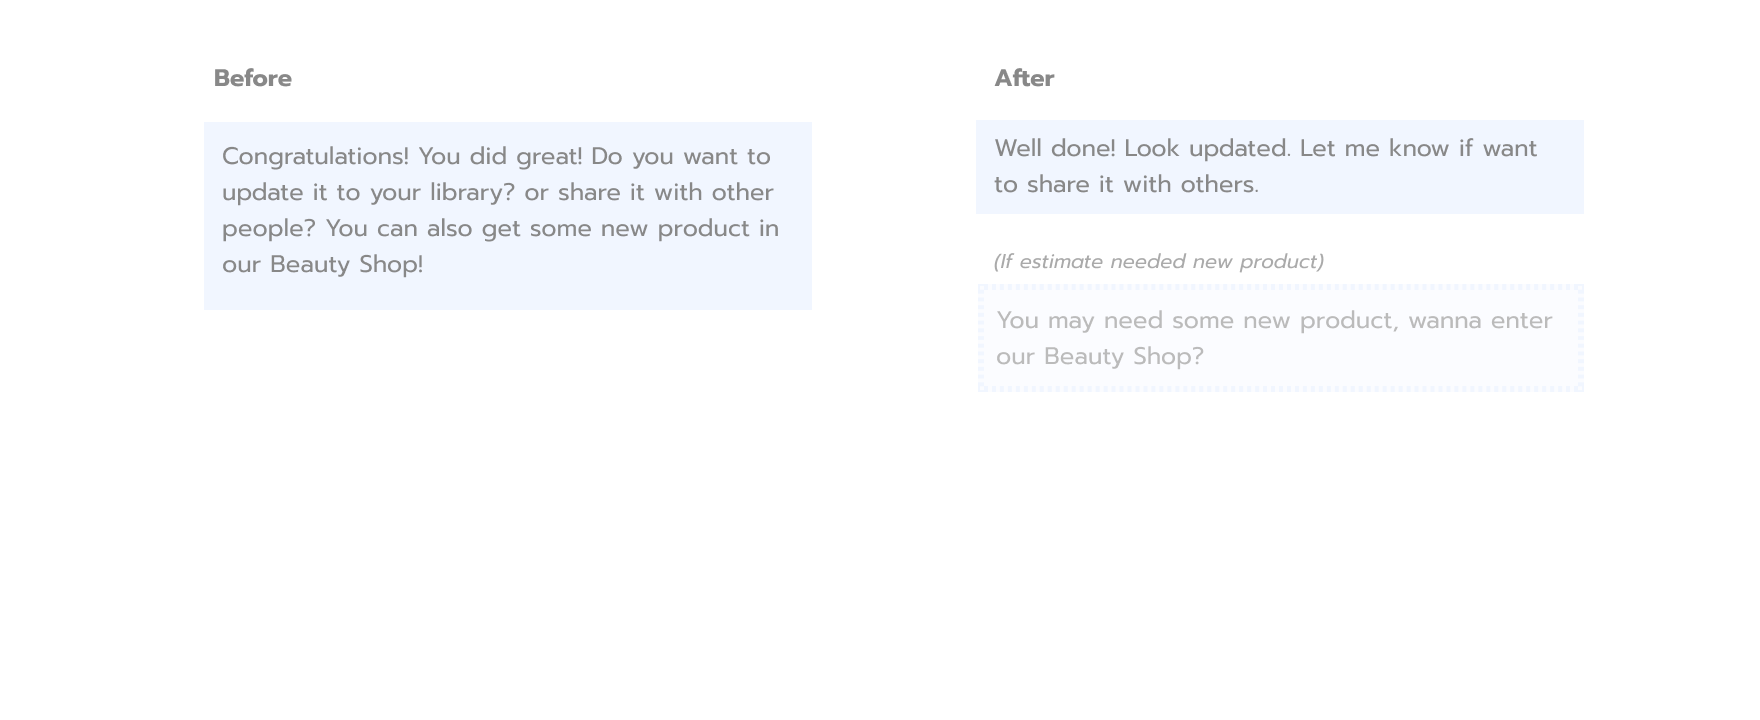 Before
Congratulations! You did great! Do you want to
update it to your library? or share it with other
people? You can also get some new product in
our Beauty Shop!
After
Well done! Look updated. Let me know if want
to share it with others.
(If estimate needed new product)
You may need some new product, wanna enter
our Beauty Shop?